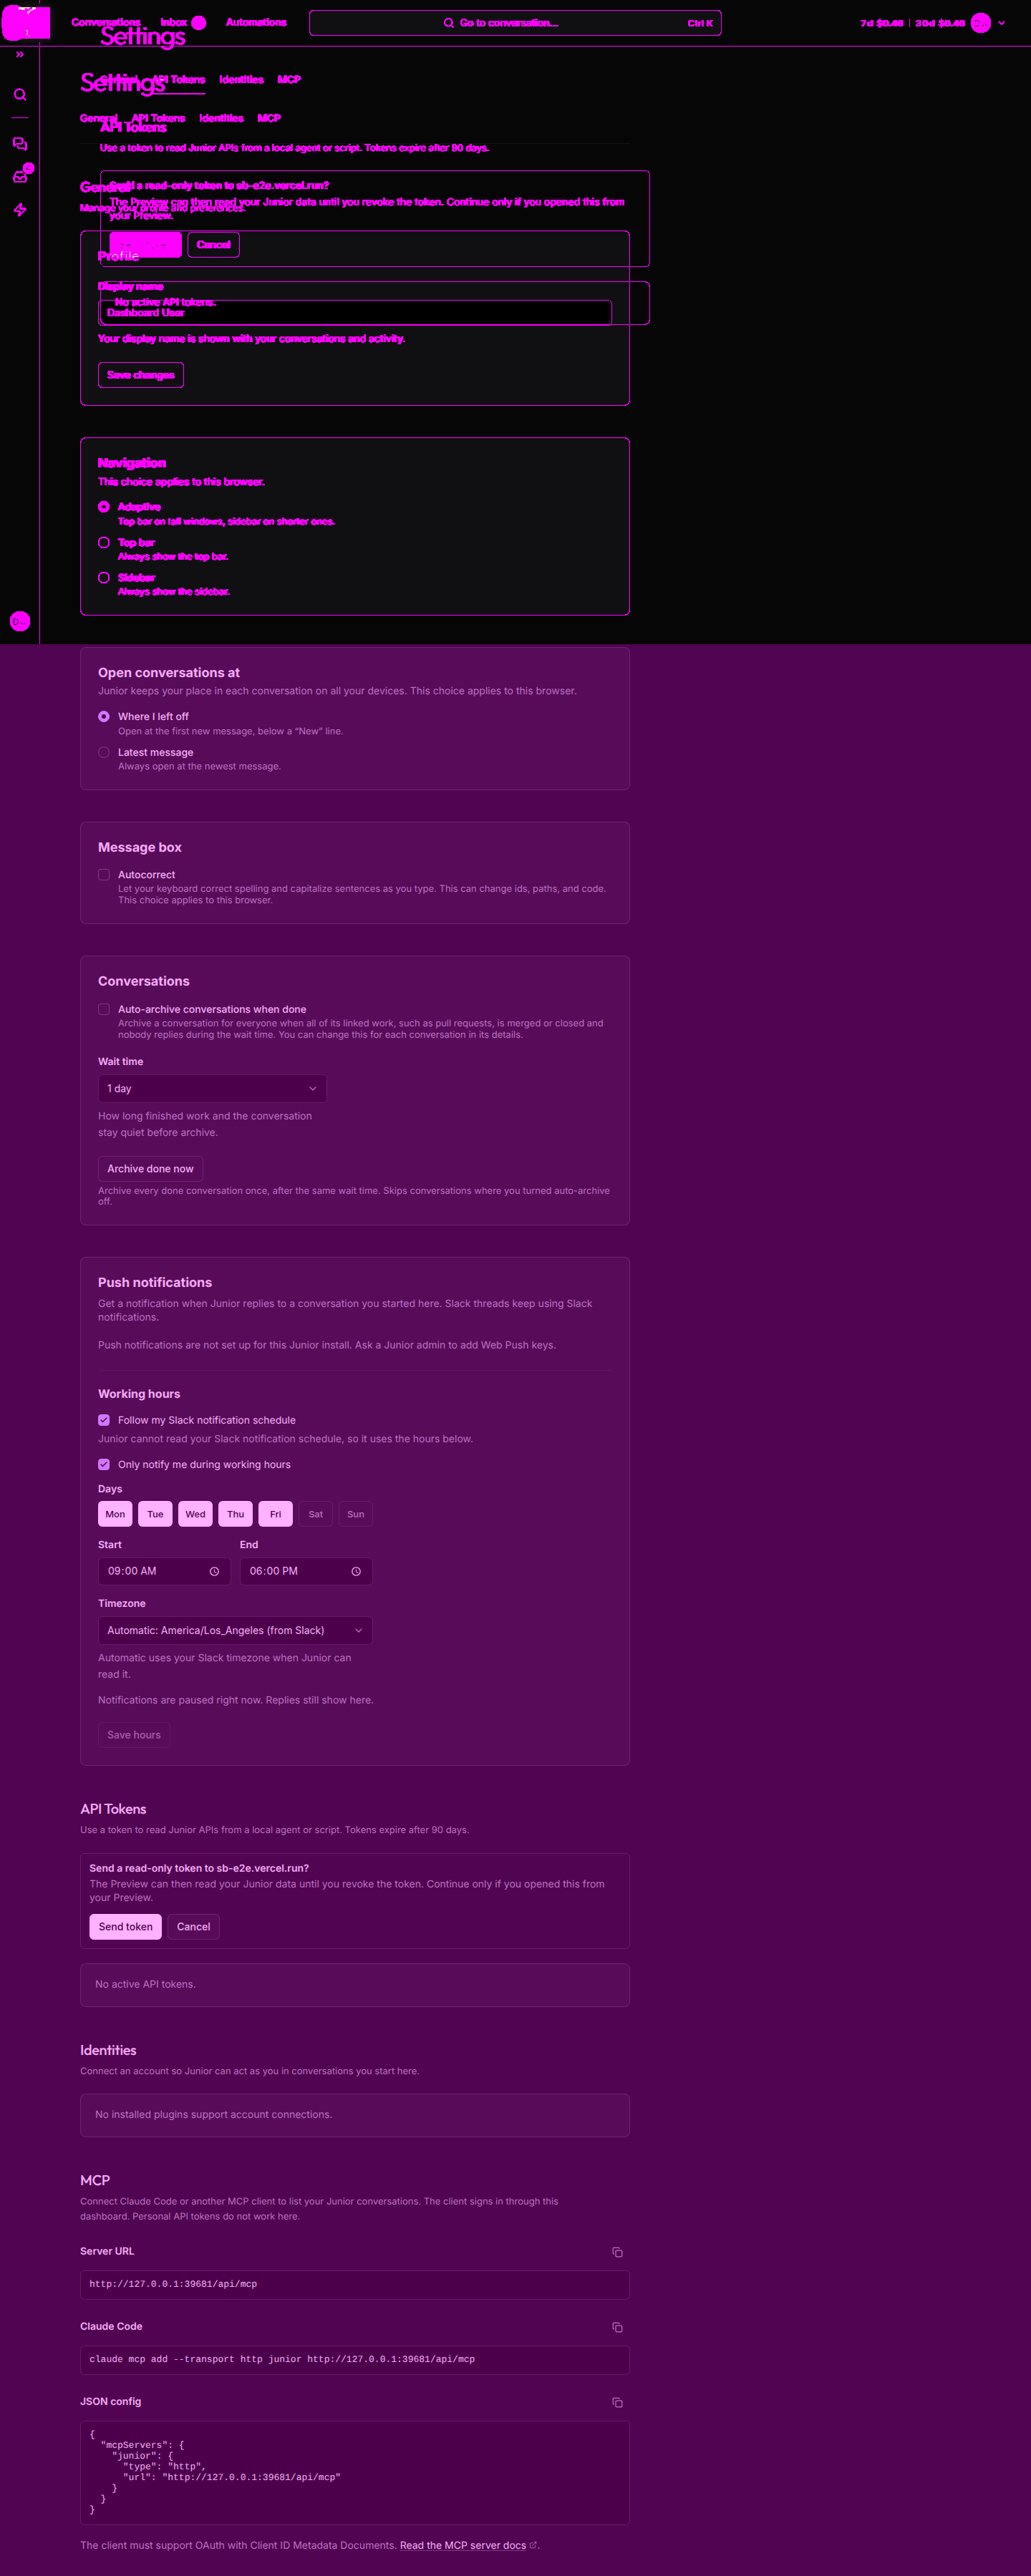 Conversations Inbox Automations Go to conversation... Ctrl K 7d $0.46 30d $0.46
Settings
General API Tokens Identities MCP
Settings
General API Tokens Identities MCP
API Tokens
Use a token to read Junior APIs from a local agent or script. Tokens expire after 90 days.
General
Send a read-only token to sb-e2e.vercel.run?
The Preview can then read your Junior data until you revoke the token. Continue only if you opened this from
Manage your profile and preferences.
your Preview.
Cancel
Profile
Display name
No active API tokens.
Dashboard User
Your display name is shown with your conversations and activity.
Save changes
Navigation
This choice applies to this browser.
Adaptive
Top bar on tall windows, sidebar on shorter ones.
Top bar
Always show the top bar.
Sidebar
Always show the sidebar.
Open conversations at
Junior keeps your place in each conversation on all your devices. This choice applies to this browser.
Where I left off
Open at the first new message, below a “New” line.
Latest message
Always open at the newest message.
Message box
Autocorrect
Let your keyboard correct spelling and capitalize sentences as you type. This can change ids, paths, and code.
This choice applies to this browser.
Conversations
Auto-archive conversations when done
Archive a conversation for everyone when all of its linked work, such as pull requests, is merged or closed and
nobody replies during the wait time. You can change this for each conversation in its details.
Wait time
1 day
How long finished work and the conversation
stay quiet before archive.
Archive done now
Archive every done conversation once, after the same wait time. Skips conversations where you turned auto-archive
off.
Push notifications
Get a notification when Junior replies to a conversation you started here. Slack threads keep using Slack
notifications.
Push notifications are not set up for this Junior install. Ask a Junior admin to add Web Push keys.
Working hours
Follow my Slack notification schedule
Junior cannot read your Slack notification schedule, so it uses the hours below.
Only notify me during working hours
Days
Mon Tue Wed Thu Fri Sat Sun
Start End
09:00 AM 06:00 PM
Timezone
Automatic: America/Los_Angeles (from Slack)
Automatic uses your Slack timezone when Junior can
read it.
Notifications are paused right now. Replies still show here.
Save hours
API Tokens
Use a token to read Junior APIs from a local agent or script. Tokens expire after 90 days.
Send a read-only token to sb-e2e.vercel.run?
The Preview can then read your Junior data until you revoke the token. Continue only if you opened this from
your Preview.
Send token Cancel
No active API tokens.
Identities
Connect an account so Junior can act as you in conversations you start here.
No installed plugins support account connections.
MCP
Connect Claude Code or another MCP client to list your Junior conversations. The client signs in through this
dashboard. Personal API tokens do not work here.
Server URL
http://127.0.0.1:39681/api/mcp
Claude Code
claude mcp add --transport http junior http://127.0.0.1:39681/api/mcp
JSON config
{
"mcpServers": {
"junior": {
"type": "http",
"url": "http://127.0.0.1:39681/api/mcp"
}
}
}
The client must support OAuth with Client ID Metadata Documents. Read the MCP server docs.